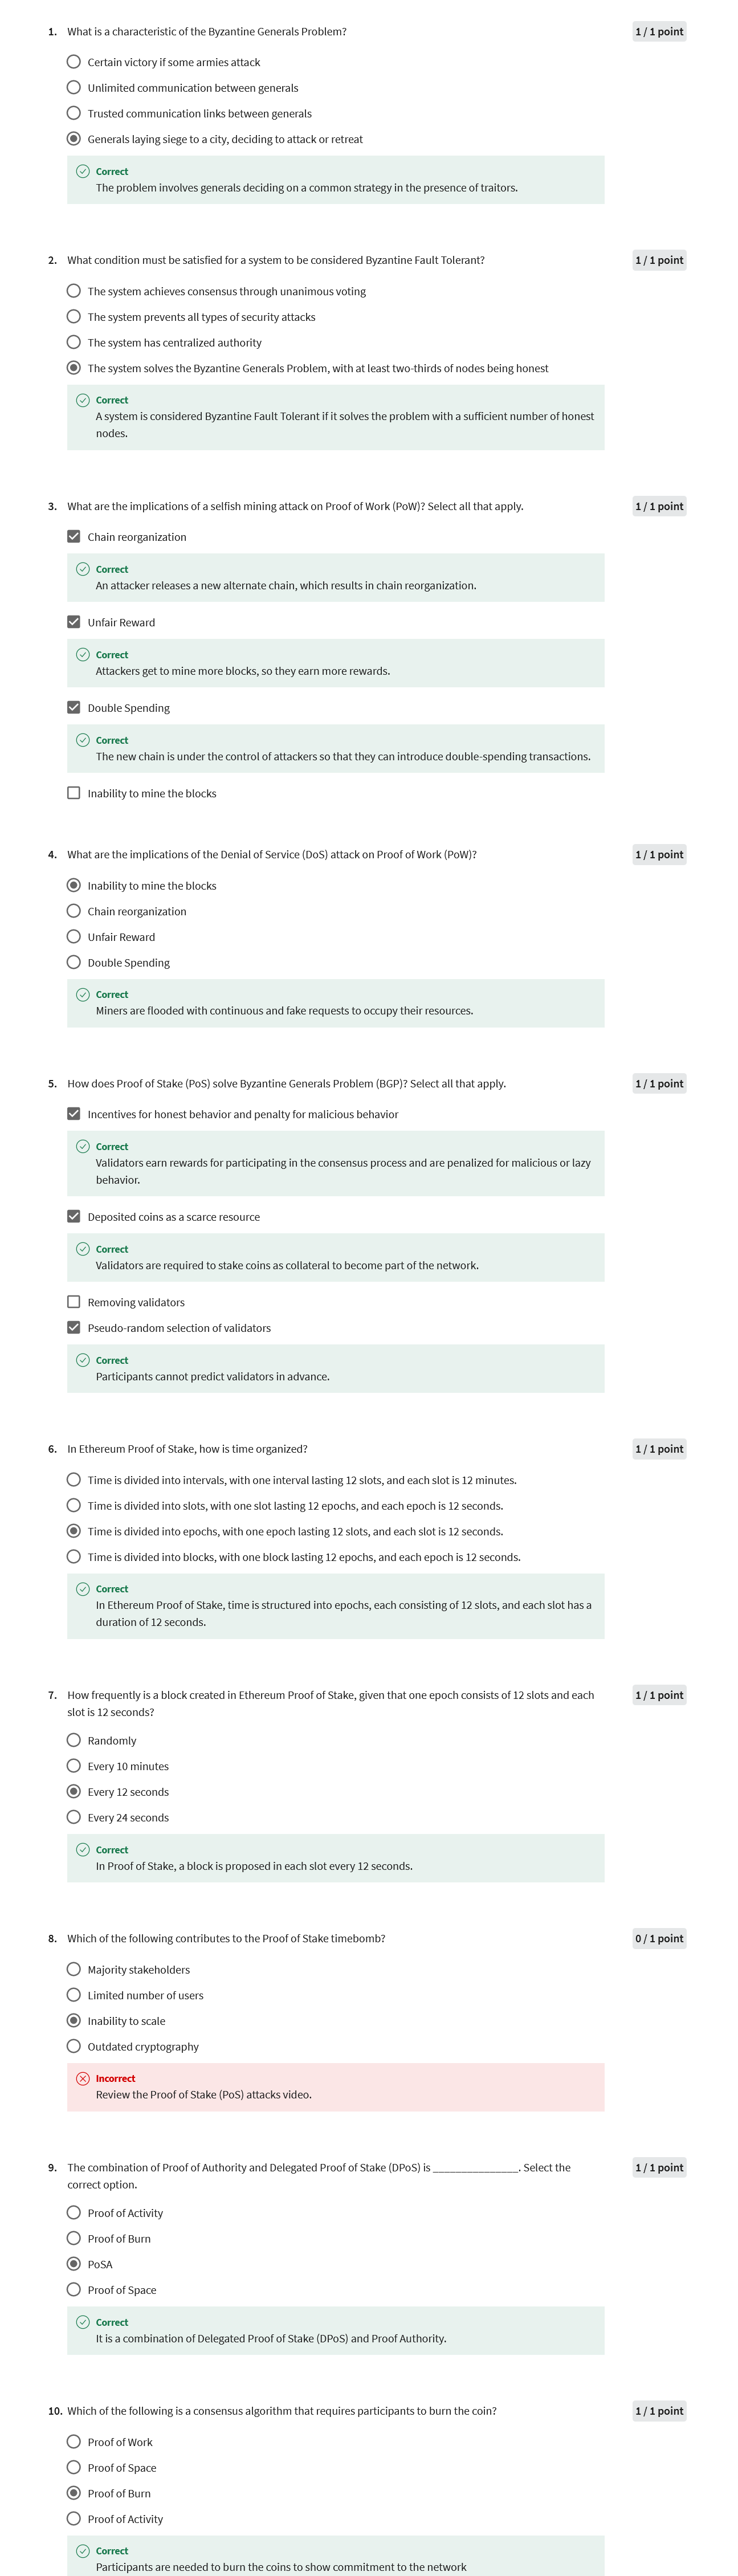 1. What is a characteristic of the Byzantine Generals Problem?
1 / 1 point
Certain victory if some armies attack
Unlimited communication between generals
Trusted communication links between generals
Generals laying siege to a city, deciding to attack or retreat
Correct
The problem involves generals deciding on a common strategy in the presence of traitors.
2. What condition must be satisfied for a system to be considered Byzantine Fault Tolerant?
1 / 1 point
The system achieves consensus through unanimous voting
The system prevents all types of security attacks
The system has centralized authority
The system solves the Byzantine Generals Problem, with at least two-thirds of nodes being honest
Correct
A system is considered Byzantine Fault Tolerant if it solves the problem with a sufficient number of honest
nodes.
3. What are the implications of a selfish mining attack on Proof of Work (PoW)? Select all that apply.
1 / 1 point
Chain reorganization
Correct
An attacker releases a new alternate chain, which results in chain reorganization.
Unfair Reward
Correct
Attackers get to mine more blocks, so they earn more rewards.
Double Spending
Correct
The new chain is under the control of attackers so that they can introduce double-spending transactions.
Inability to mine the blocks
4. What are the implications of the Denial of Service (DoS) attack on Proof of Work (PoW)?
1 / 1 point
Inability to mine the blocks
Chain reorganization
Unfair Reward
Double Spending
Correct
Miners are flooded with continuous and fake requests to occupy their resources.
5. How does Proof of Stake (PoS) solve Byzantine Generals Problem (BGP)? Select all that apply.
1 / 1 point
Incentives for honest behavior and penalty for malicious behavior
Correct
Validators earn rewards for participating in the consensus process and are penalized for malicious or lazy
behavior.
Deposited coins as a scarce resource
Correct
Validators are required to stake coins as collateral to become part of the network.
Removing validators
Pseudo-random selection of validators
Correct
Participants cannot predict validators in advance.
6. In Ethereum Proof of Stake, how is time organized?
1 / 1 point
Time is divided into intervals, with one interval lasting 12 slots, and each slot is 12 minutes.
Time is divided into slots, with one slot lasting 12 epochs, and each epoch is 12 seconds.
Time is divided into epochs, with one epoch lasting 12 slots, and each slot is 12 seconds.
Time is divided into blocks, with one block lasting 12 epochs, and each epoch is 12 seconds.
Correct
In Ethereum Proof of Stake, time is structured into epochs, each consisting of 12 slots, and each slot has a
duration of 12 seconds.
7. How frequently is a block created in Ethereum Proof of Stake, given that one epoch consists of 12 slots and each
slot is 12 seconds?
1 / 1 point
Randomly
Every 10 minutes
Every 12 seconds
Every 24 seconds
Correct
In Proof of Stake, a block is proposed in each slot every 12 seconds.
8. Which of the following contributes to the Proof of Stake timebomb?
0 / 1 point
Majority stakeholders
Limited number of users
Inability to scale
Outdated cryptography
Incorrect
Review the Proof of Stake (PoS) attacks video.
9. The combination of Proof of Authority and Delegated Proof of Stake (DPoS) is _______________. Select the
correct option.
1 / 1 point
Proof of Activity
Proof of Burn
PoSA
Proof of Space
Correct
It is a combination of Delegated Proof of Stake (DPoS) and Proof Authority.
10. Which of the following is a consensus algorithm that requires participants to burn the coin?
1 / 1 point
Proof of Work
Proof of Space
Proof of Burn
Proof of Activity
Correct
Participants are needed to burn the coins to show commitment to the network